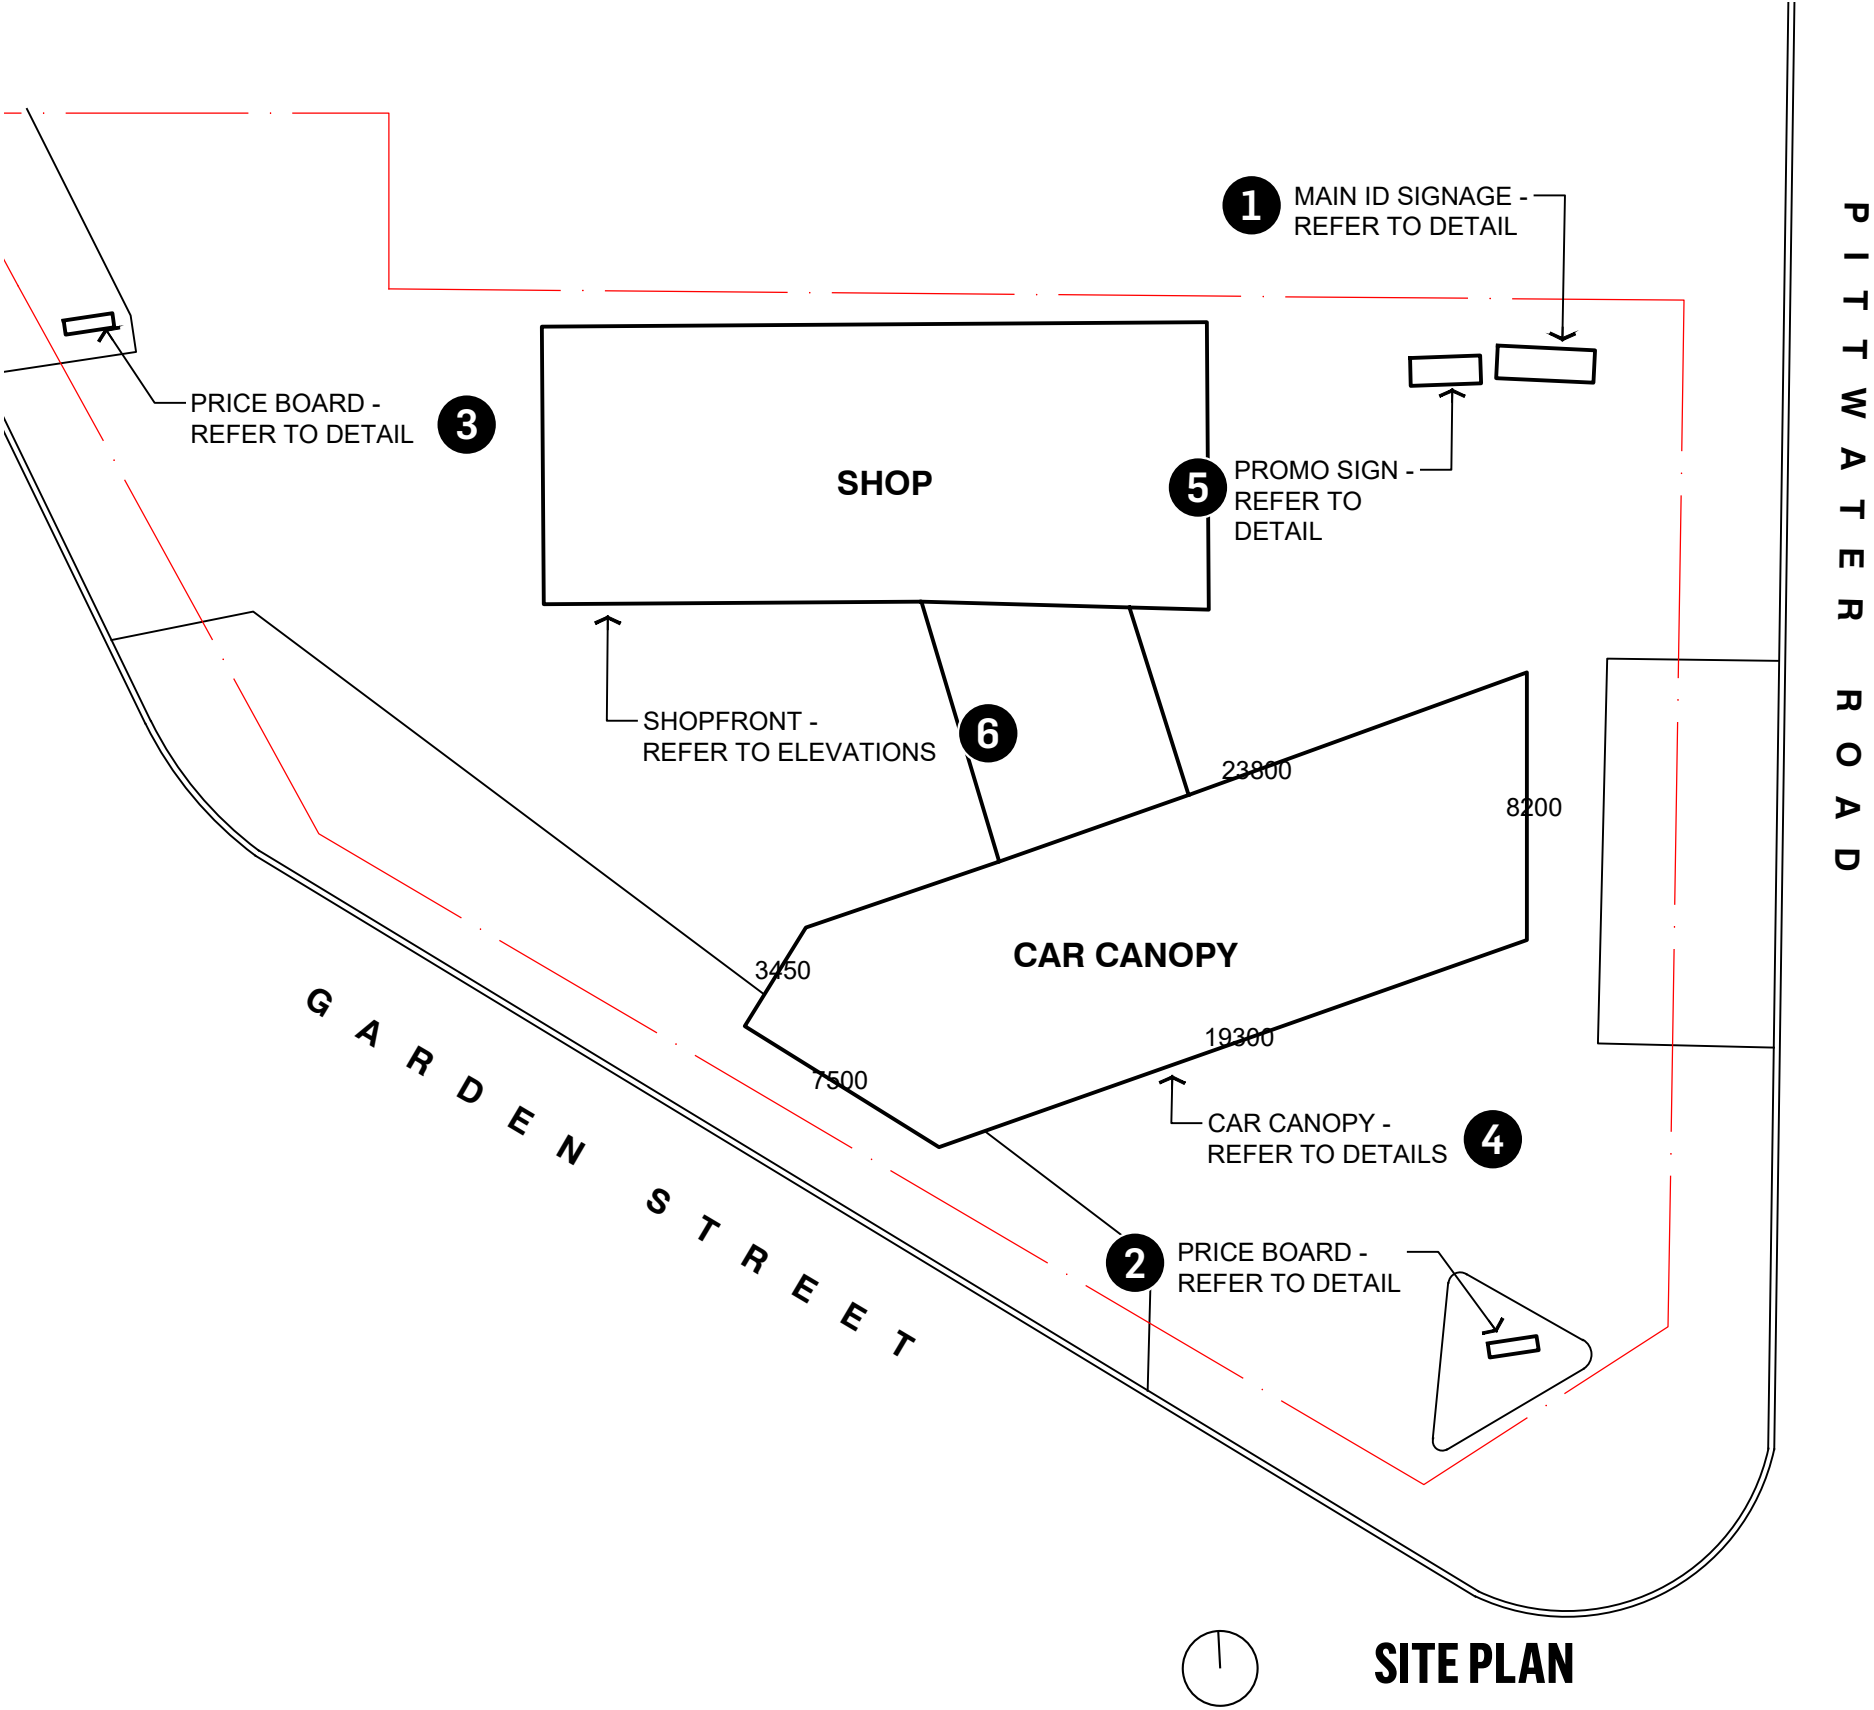 1
MAIN ID SIGNAGE -
REFER TO DETAIL
PITTWATER ROAD
PRICE BOARD -
REFER TO DETAIL
3
SHOP
5
PROMO SIGN -
REFER TO
DETAIL
SHOPFRONT -
REFER TO ELEVATIONS
6
23800
8200
3450
CAR CANOPY
19300
7500
GARDEN STREET
CAR CANOPY -
REFER TO DETAILS
4
2
PRICE BOARD -
REFER TO DETAIL
SITE PLAN